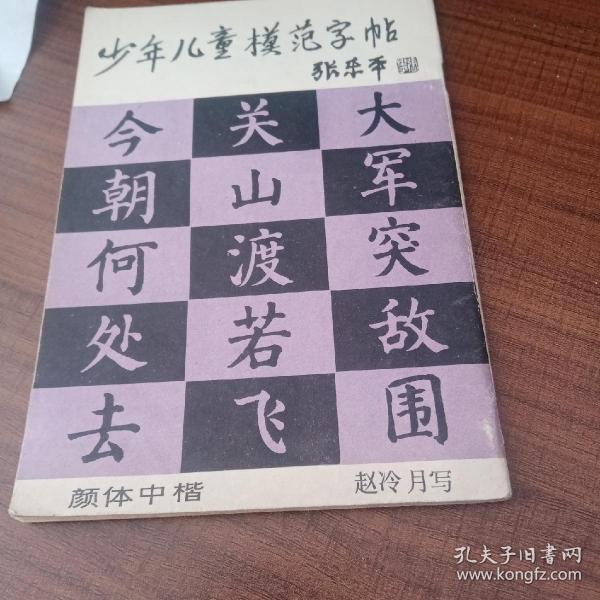 少年儿童模范字帖
张乐平
大军突敌围
关山渡若飞
今朝何处去
颜体中楷
赵冷月写
孔夫子旧书网
www.kongfz.com